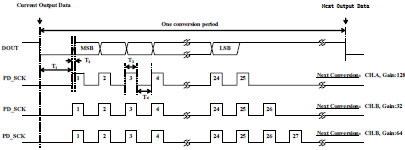 Current Output Data
Next Output Data
One conversion period
DOUT
MSB
LSB
T1
T2
T3
T4
PD_SCK
1
2
3
4
24
25
Next Conversion: CH.A, Gain:128
PD_SCK
1
2
3
4
24
25
26
Next Conversion: CH.B, Gain:32
PD_SCK
1
2
3
4
24
25
26
27
Next Conversion: CH.A, Gain:64